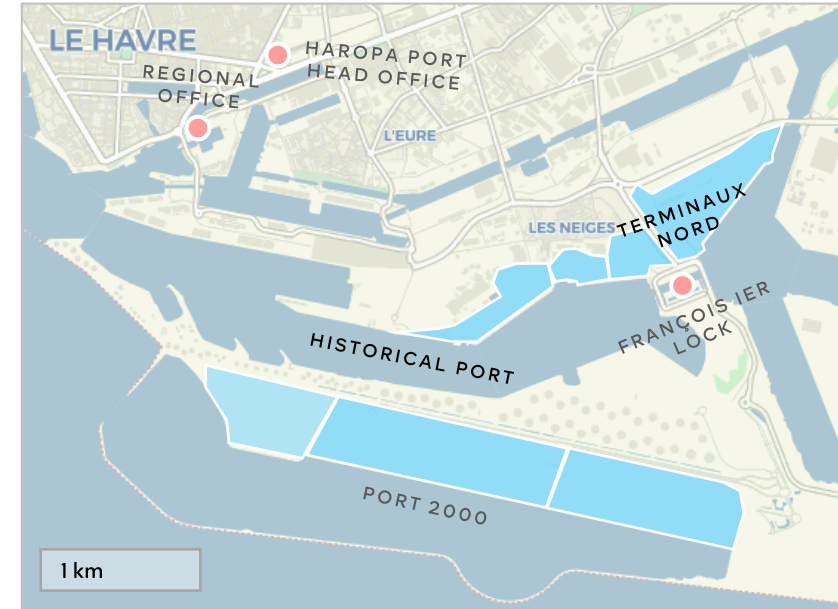 LE HAVRE
HAROPA PORT
HEAD OFFICE
REGIONAL
OFFICE
L'EURE
LES NEIGES
TERMINAUX
NORD
FRANÇOIS IER
LOCK
HISTORICAL PORT
PORT 2000
1 km